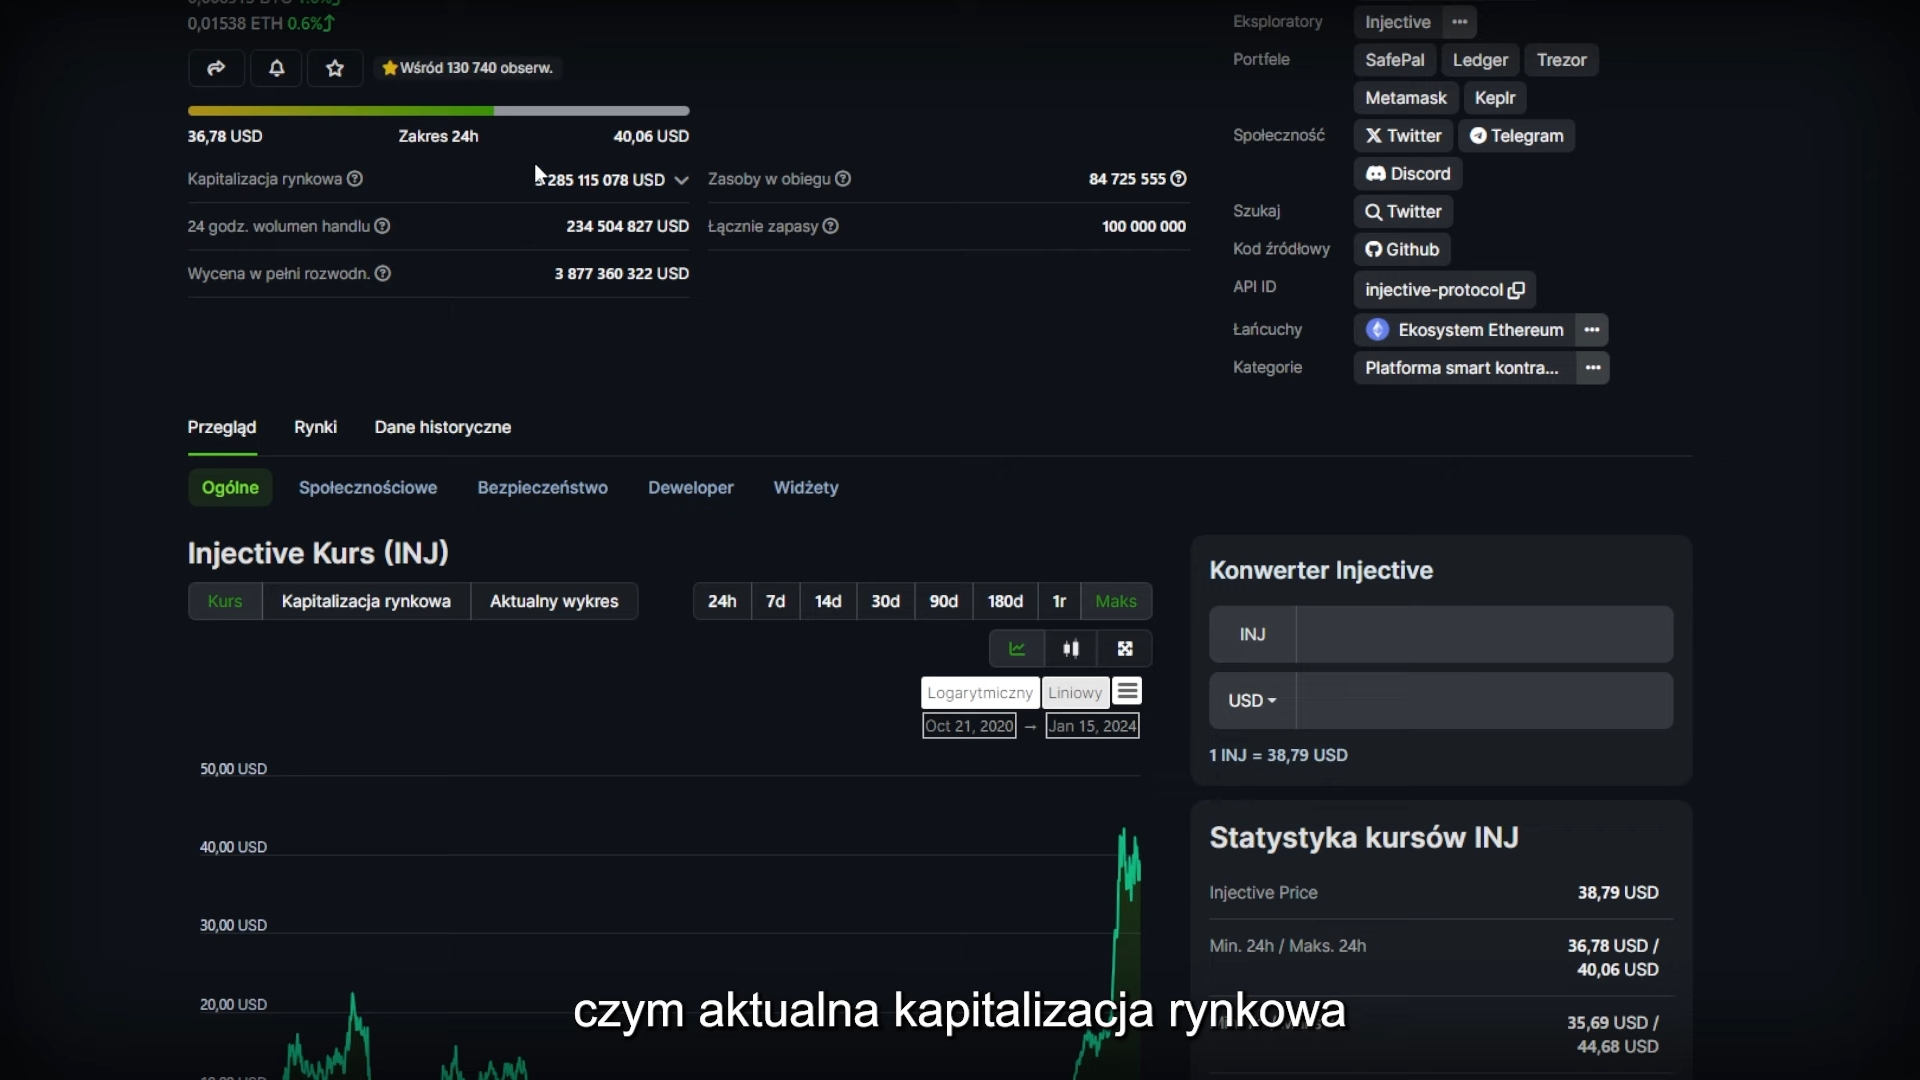 0,01538 ETH 0.6%
Wśród 130 740 obserw.
36,78 USD Zakres 24h 40,06 USD
Kapitalizacja rynkowa 285 115 078 USD
24 godz. wolumen handlu 234 504 827 USD
Wycena w pełni rozwodn. 3 877 360 322 USD
Zasoby w obiegu 84 725 555
Łącznie zapasy 100 000 000
Eksploratory Injective
Portfele SafePal Ledger Trezor
Metamask Keplr
Społeczność Twitter Telegram
Discord
Szukaj Twitter
Kod źródłowy Github
API ID injective-protocol
Łańcuchy Ekosystem Ethereum
Kategorie Platforma smart kontra...
Przegląd Rynki Dane historyczne
Ogólne Społecznościowe Bezpieczeństwo Deweloper Widżety
Injective Kurs (INJ)
Kurs Kapitalizacja rynkowa Aktualny wykres
24h 7d 14d 30d 90d 180d 1r Maks
Logarytmiczny Liniowy
Oct 21, 2020 → Jan 15, 2024
50,00 USD
40,00 USD
30,00 USD
20,00 USD
Konwerter Injective
INJ
USD
1 INJ = 38,79 USD
Statystyka kursów INJ
Injective Price 38,79 USD
Min. 24h / Maks. 24h 36,78 USD /
40,06 USD
35,69 USD /
44,68 USD
czym aktualna kapitalizacja rynkowa